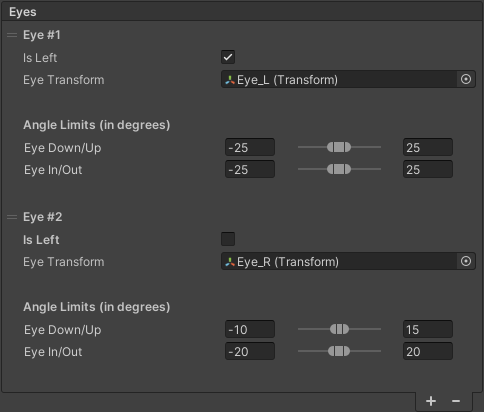 Eyes
Eye #1
Is Left
Eye Transform Eye_L (Transform)
Angle Limits (in degrees)
Eye Down/Up -25 25
Eye In/Out -25 25
Eye #2
Is Left
Eye Transform Eye_R (Transform)
Angle Limits (in degrees)
Eye Down/Up -10 15
Eye In/Out -20 20
+ -